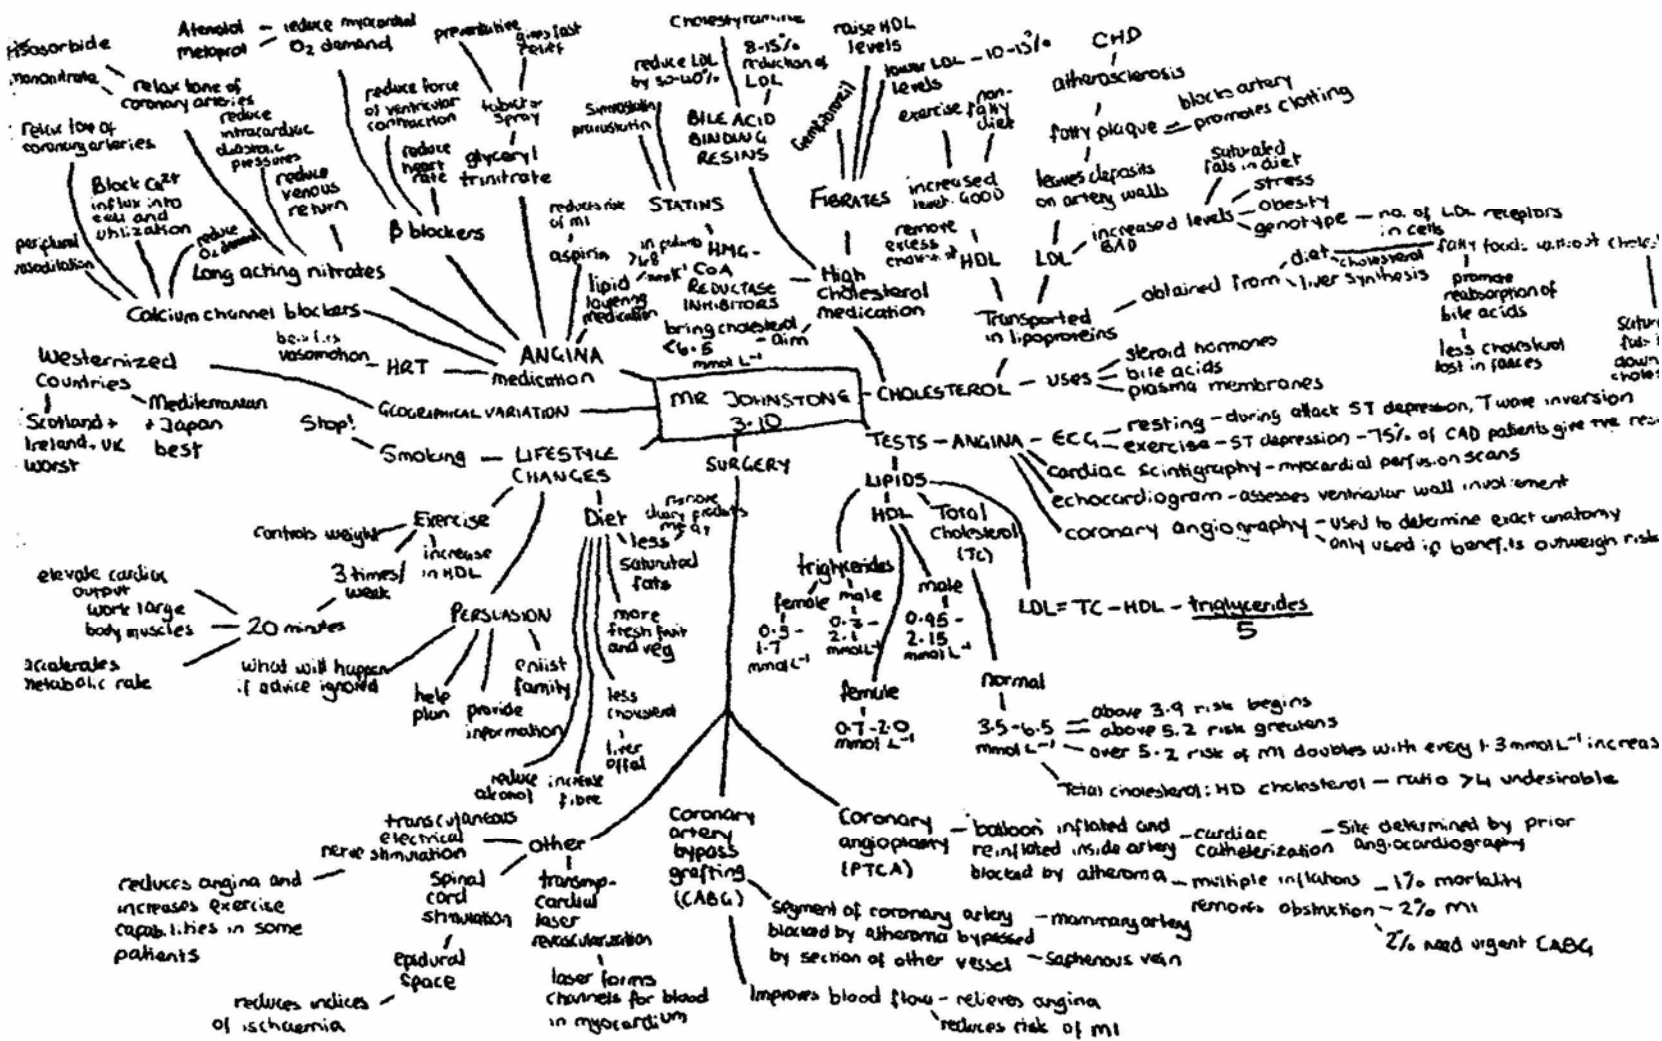 mononitrate
Atenolol
metoprol
reduce myocardial
O₂ demand
relax tone of
coronary arteries
relax tone of
coronary arteries
Block Ca²⁺
influx into
cell and
utilization
reduce
O₂ demand
reduce
intracardiac
diastolic
pressures
reduce
venous
return
Long acting nitrates
Calcium channel blockers
reduce force
of ventricular
contraction
reduce
heart
rate
β blockers
preventitive
gives fast
relief
spray
glyceryl
trinitrate
reduces risk
of MI
aspirin
lipid
lowering
medication
vasomotion
HRT
ANGINA
medication
Cholestyramine
8-15%
reduction of
LDL
BILE ACID
BINDING
RESINS
reduce LDL
by 30-40%
Simvastatin
pravastatin
STATINS
HMG-
CoA
REDUCTASE
INHIBITORS
bring cholesterol
<6.5
mmol L⁻¹
aim
Gemfibrozil
raise HDL
levels
lower LDL - 10-15%
levels
FIBRATES
High
cholesterol
medication
exercise
non-
fatty
diet
increased
level. GOOD
remove
excess
HDL
CHD
atherosclerosis
fatty plaque
blocks artery
promotes clotting
leaves deposits
on artery walls
LDL
increased levels
BAD
saturated
fats in diet
stress
obesity
genotype - no. of LDL receptors
in cells
Transported
in lipoproteins
obtained from
diet
cholesterol
liver synthesis
fatty foods without
promote
reabsorption of
bile acids
less cholesterol
lost in faeces
down
CHOLESTEROL - uses
steroid hormones
bile acids
plasma membranes
MR JOHNSTONE
3.10
Westernized
Countries
Scotland +
Ireland, UK
worst
Mediterranean
+ Japan
best
GEOGRAPHICAL VARIATION
Stop!
Smoking - LIFESTYLE
CHANGES
Exercise
controls weight
increase
in HDL
3 times/
week
20 minutes
elevate cardiac
output
work large
body muscles
metabolic rate
PERSUASION
what will happen
if advice ignored
help
plan
provide
information
enlist
family
Diet
less
saturated
fats
remove
dairy products
more
fresh fruit
and veg
less
cholesterol
liver
offal
reduce
alcohol
increase
fibre
SURGERY
TESTS - ANGINA - ECG
resting - during attack ST depression, T wave inversion
exercise - ST depression - 75% of CAD patients give +ve
cardiac scintigraphy - myocardial perfusion scans
echocardiogram - assesses ventricular wall involvement
coronary angiography - used to determine exact anatomy
only used if benefits outweigh risk
LIPIDS
HDL
Total
cholesterol
(TC)
triglycerides
female
0.5 -
1.7
mmol L⁻¹
male
2.1
mmol L⁻¹
male
0.95 -
2.15
mmol L⁻¹
female
0.7-2.0
mmol L⁻¹
LDL = TC - HDL - triglycerides
5
normal
3.5-6.5
mmol L⁻¹
above 3.9 risk begins
above 5.2 risk greatens
over 5.2 risk of MI doubles with every 1.3 mmol L⁻¹
Total cholesterol : HD cholesterol - ratio >4 undesirable
other
transcutaneous
electrical
nerve stimulation
reduces angina and
increases exercise
capabilities in some
patients
Spinal
cord
stimulation
epidural
space
reduces indices
of ischaemia
laser
revascularization
laser forms
channels for blood
in myocardium
Coronary
artery
bypass
grafting
(CABG)
segment of coronary artery
blocked by atheroma bypassed
by section of other vessel
mammary artery
saphenous vein
Improves blood flow - relieves angina
reduces risk of MI
Coronary
angioplasty
(PTCA)
balloon inflated and
reinflated inside artery
blocked by atheroma
cardiac
catheterization
Site determined by prior
angiocardiography
multiple inflations
removes obstruction
1% mortality
2% MI
2% need urgent CABG